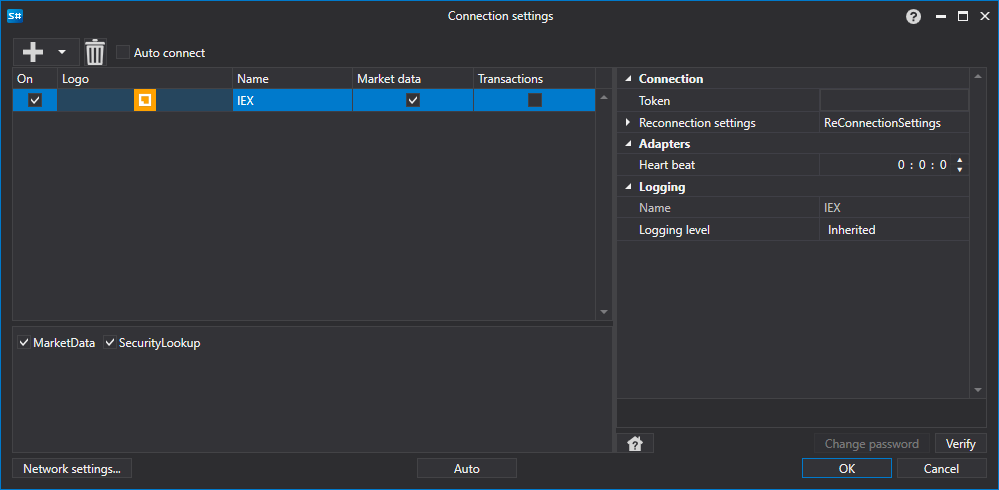 S#
Connection settings
Auto connect
On Logo Name Market data Transactions
IEX
MarketData SecurityLookup
Connection
Token
Reconnection settings ReConnectionSettings
Adapters
Heart beat 0 : 0 : 0
Logging
Name IEX
Logging level Inherited
Change password Verify
Network settings... Auto OK Cancel